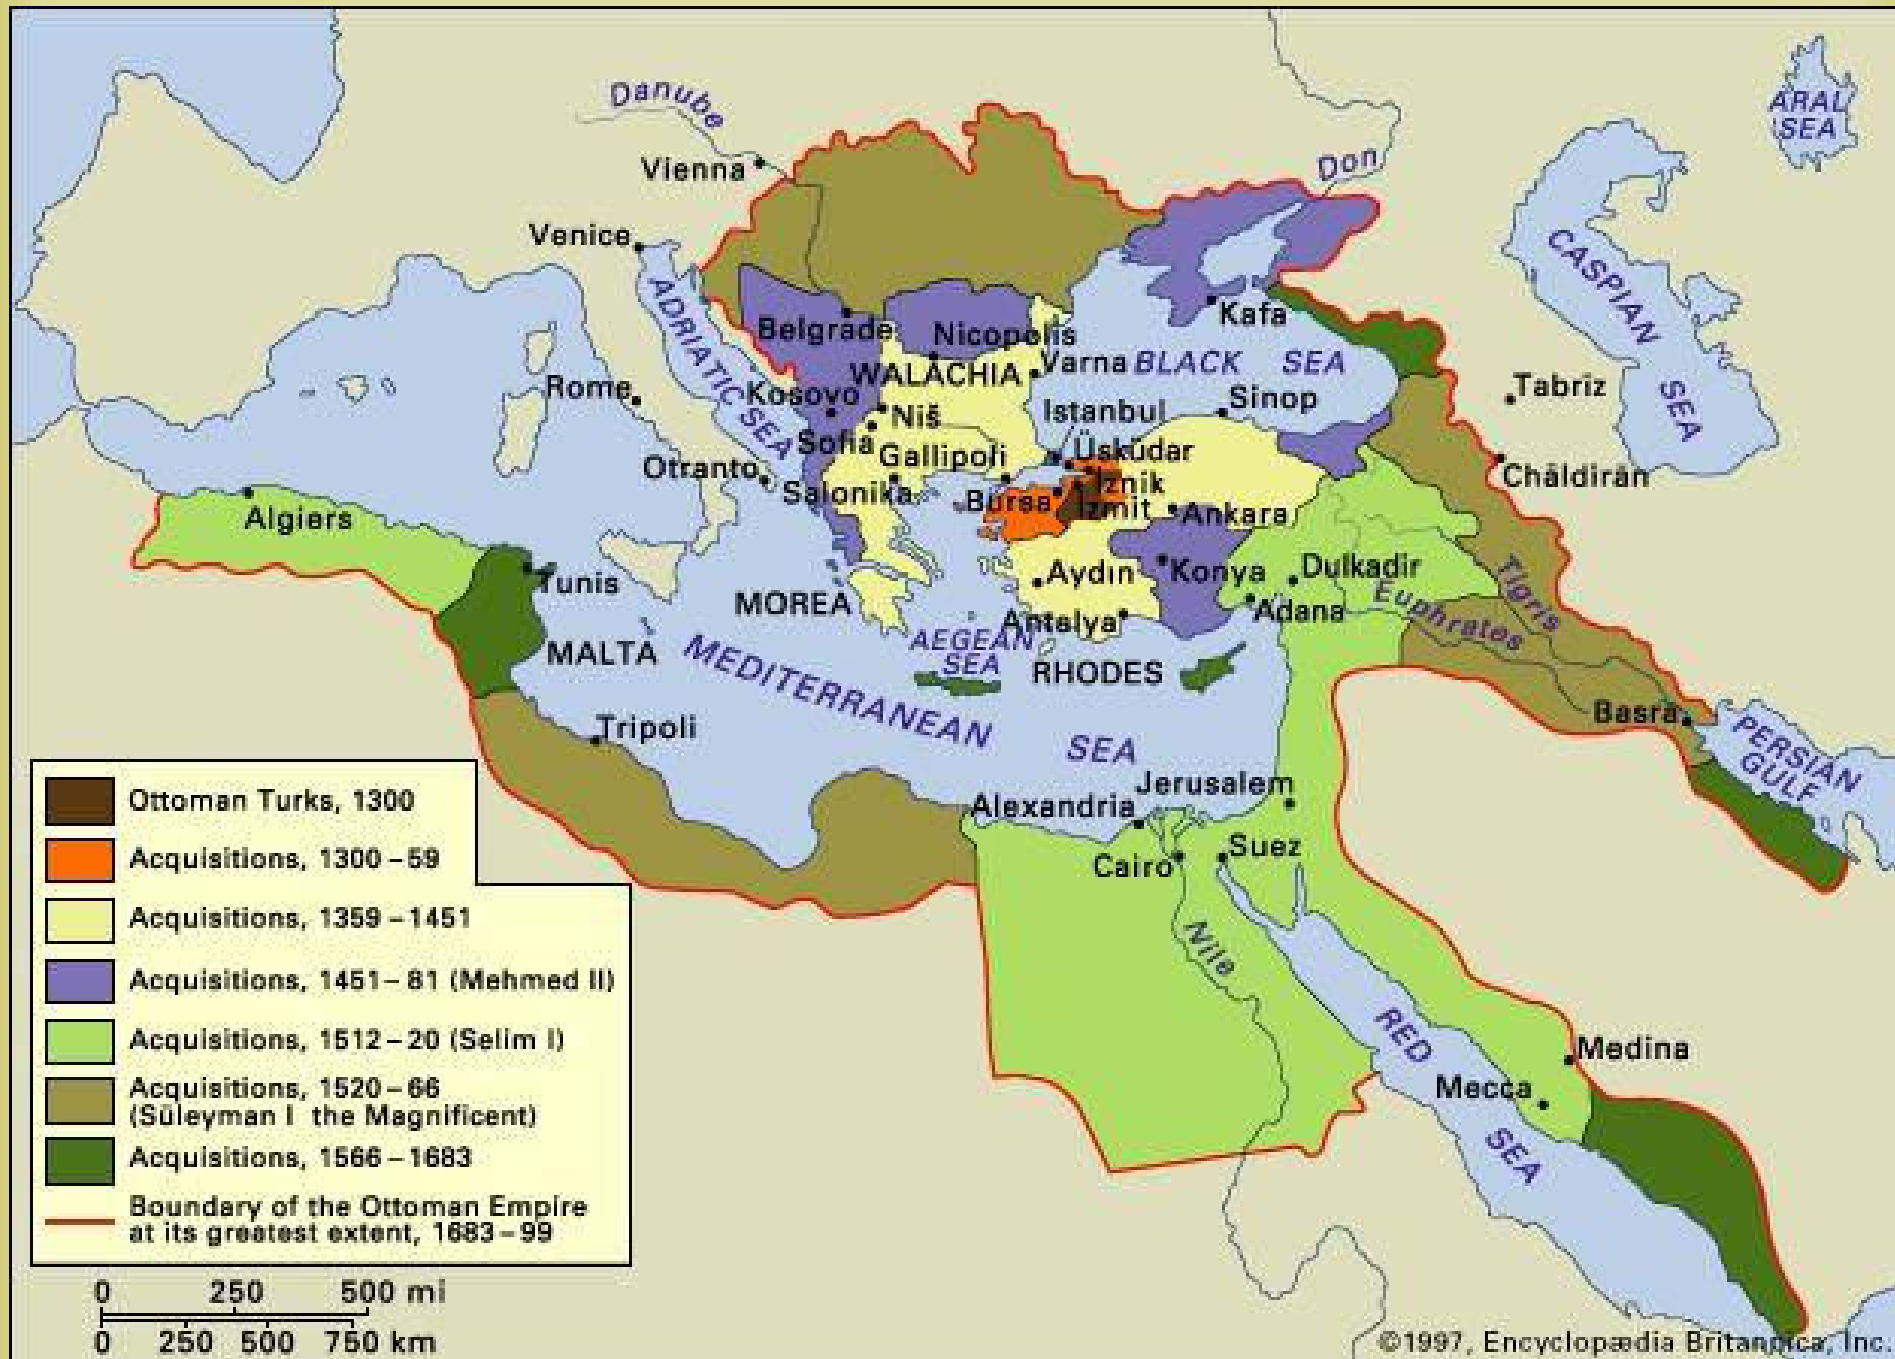 Danube
Vienna
Don
ARAL
SEA
Venice
CASPIAN
SEA
ADRIATIC SEA
Belgrade
Nicopolis
Kafa
WALACHIA
Varna
BLACK SEA
Rome
Kosovo
Niš
Istanbul
Sinop
Tabrīz
Sofia
Gallipoli
Üsküdar
Otranto
Salonika
Bursa
İznik
İzmit
Ankara
Chāldirān
Algiers
Tunis
Aydın
Konya
Dulkadir
Tigris
Euphrates
MOREA
Antalya
Adana
MALTA
MEDITERRANEAN
SEA
AEGEAN
SEA
RHODES
Tripoli
Basra
PERSIAN
GULF
Jerusalem
Alexandria
Cairo
Suez
Nile
RED
SEA
Medina
Mecca
Ottoman Turks, 1300
Acquisitions, 1300–59
Acquisitions, 1359–1451
Acquisitions, 1451–81 (Mehmed II)
Acquisitions, 1512–20 (Selim I)
Acquisitions, 1520–66
(Süleyman I the Magnificent)
Acquisitions, 1566–1683
Boundary of the Ottoman Empire
at its greatest extent, 1683–99
0 250 500 mi
0 250 500 750 km
©1997, Encyclopædia Britannica, Inc.